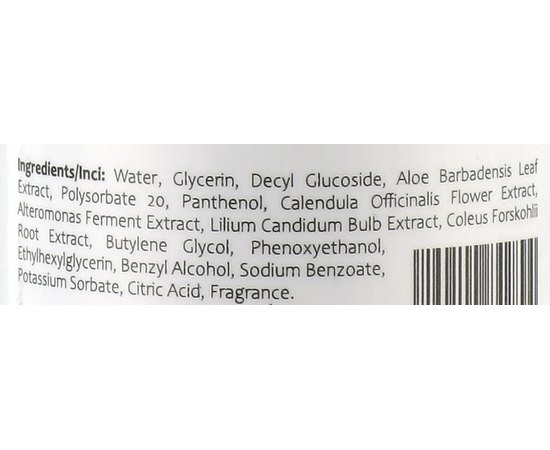 Ingredients/Inci: Water, Glycerin, Decyl Glucoside, Aloe Barbadensis Leaf
Extract, Polysorbate 20, Panthenol, Calendula Officinalis Flower Extract,
Alteromonas Ferment Extract, Lilium Candidum Bulb Extract, Coleus Forskohlii
Root Extract, Butylene Glycol, Phenoxyethanol,
Ethylhexylglycerin, Benzyl Alcohol, Sodium Benzoate,
Potassium Sorbate, Citric Acid, Fragrance.